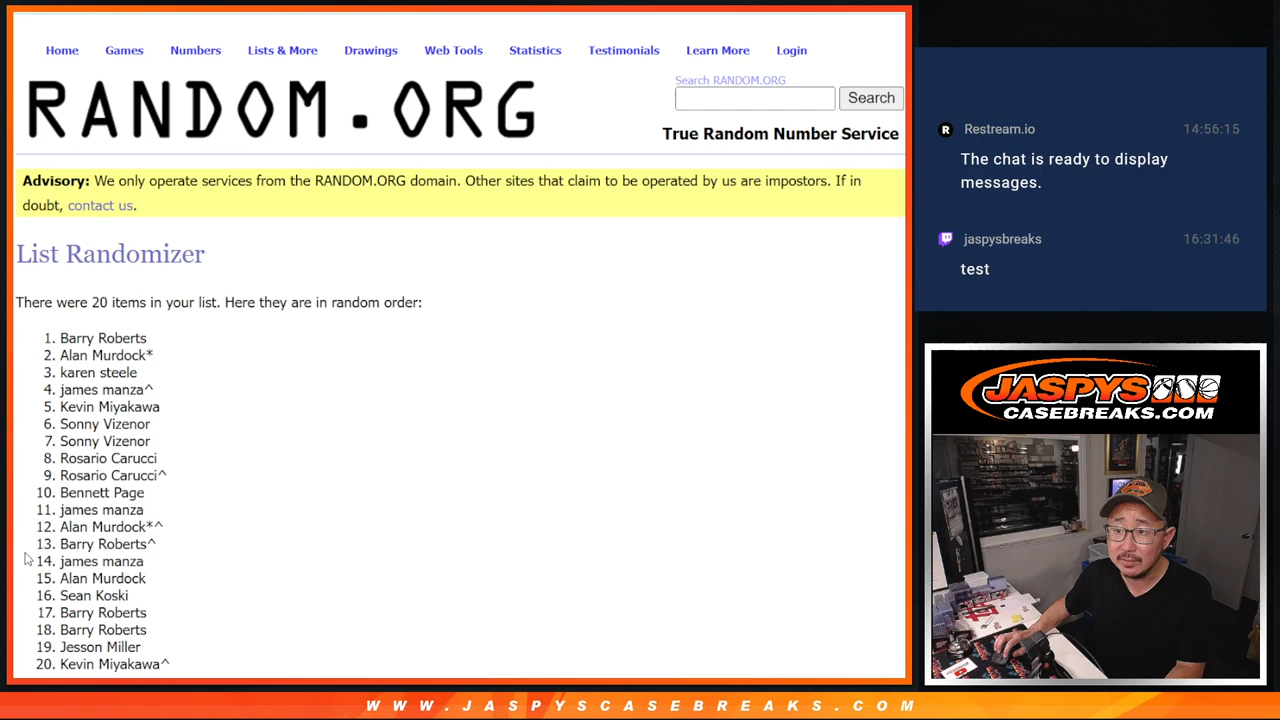 Home Games Numbers Lists & More Drawings Web Tools Statistics Testimonials Learn More Login
RANDOM.ORG
Search RANDOM.ORG
Search
True Random Number Service
Advisory: We only operate services from the RANDOM.ORG domain. Other sites that claim to be operated by us are impostors. If in
doubt, contact us.
List Randomizer
There were 20 items in your list. Here they are in random order:
1. Barry Roberts
2. Alan Murdock*
3. karen steele
4. james manza^
5. Kevin Miyakawa
6. Sonny Vizenor
7. Sonny Vizenor
8. Rosario Carucci
9. Rosario Carucci^
10. Bennett Page
11. james manza
12. Alan Murdock*^
13. Barry Roberts^
14. james manza
15. Alan Murdock
16. Sean Koski
17. Barry Roberts
18. Barry Roberts
19. Jesson Miller
20. Kevin Miyakawa^
R Restream.io 14:56:15
The chat is ready to display
messages.
jaspysbreaks 16:31:46
test
JASPYS
CASEBREAKS.COM
WWW.JASPYSCASEBREAKS.COM